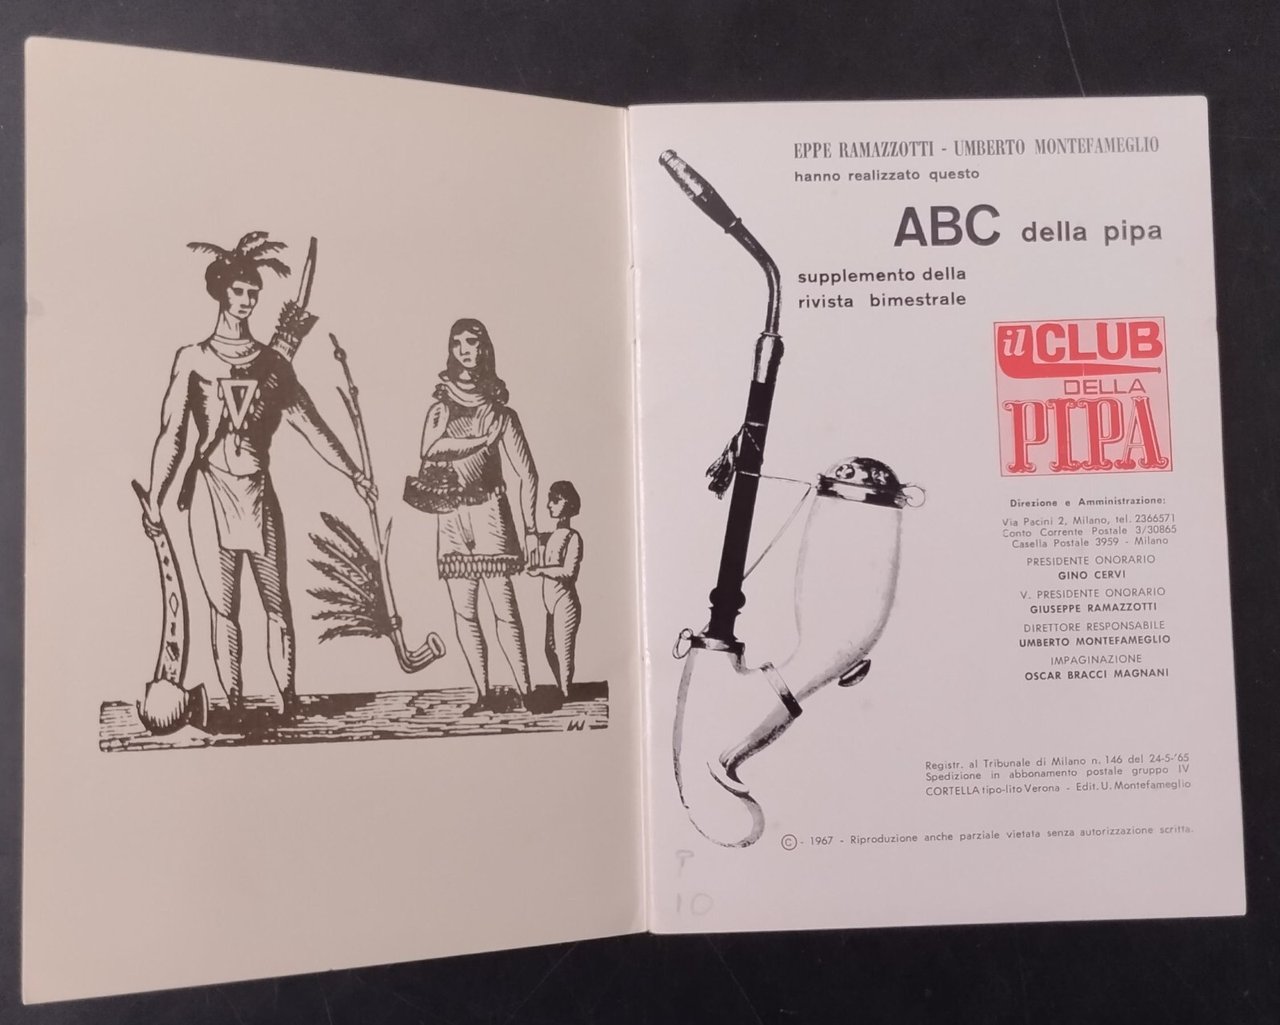 EPPE RAMAZZOTTI - UMBERTO MONTEFAMEGLIO
hanno realizzato questo
ABC della pipa
supplemento della
rivista bimestrale
il CLUB
DELLA
PIPA
Direzione e Amministrazione:
Via Pacini 2, Milano, tel. 2366571
Conto Corrente Postale 3/30865
Casella Postale 3959 - Milano
PRESIDENTE ONORARIO
GINO CERVI
V. PRESIDENTE ONORARIO
GIUSEPPE RAMAZZOTTI
DIRETTORE RESPONSABILE
UMBERTO MONTEFAMEGLIO
IMPAGINAZIONE
OSCAR BRACCI MAGNANI
Registr. al Tribunale di Milano n. 146 del 24-5-'65
Spedizione in abbonamento postale gruppo IV
CORTELLA tipo-lito Verona - Edit. U. Montefameglio
© - 1967 - Riproduzione anche parziale vietata senza autorizzazione scritta.
P
10